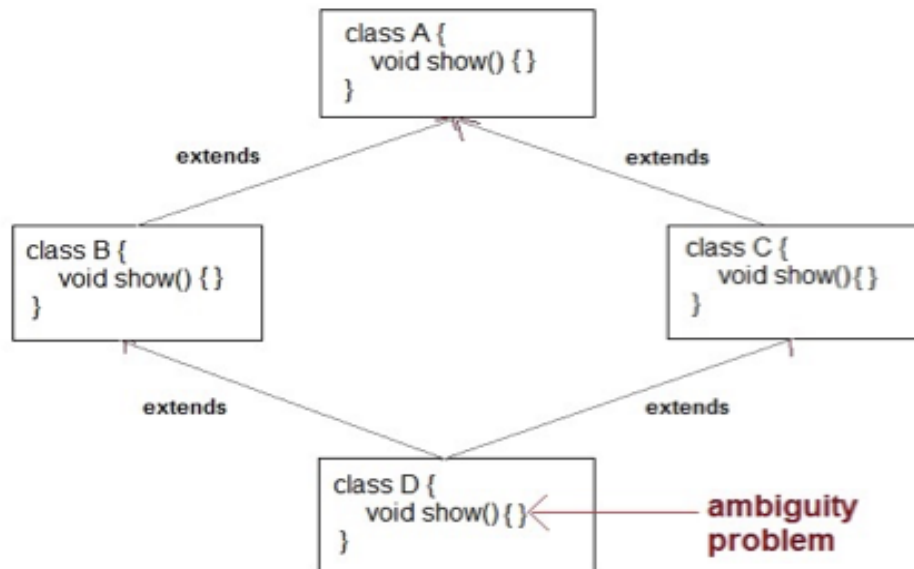 class A {
void show() { }
}
extends
extends
class B {
void show() { }
}
class C {
void show(){ }
}
extends
extends
class D {
void show() { }
}
ambiguity
problem